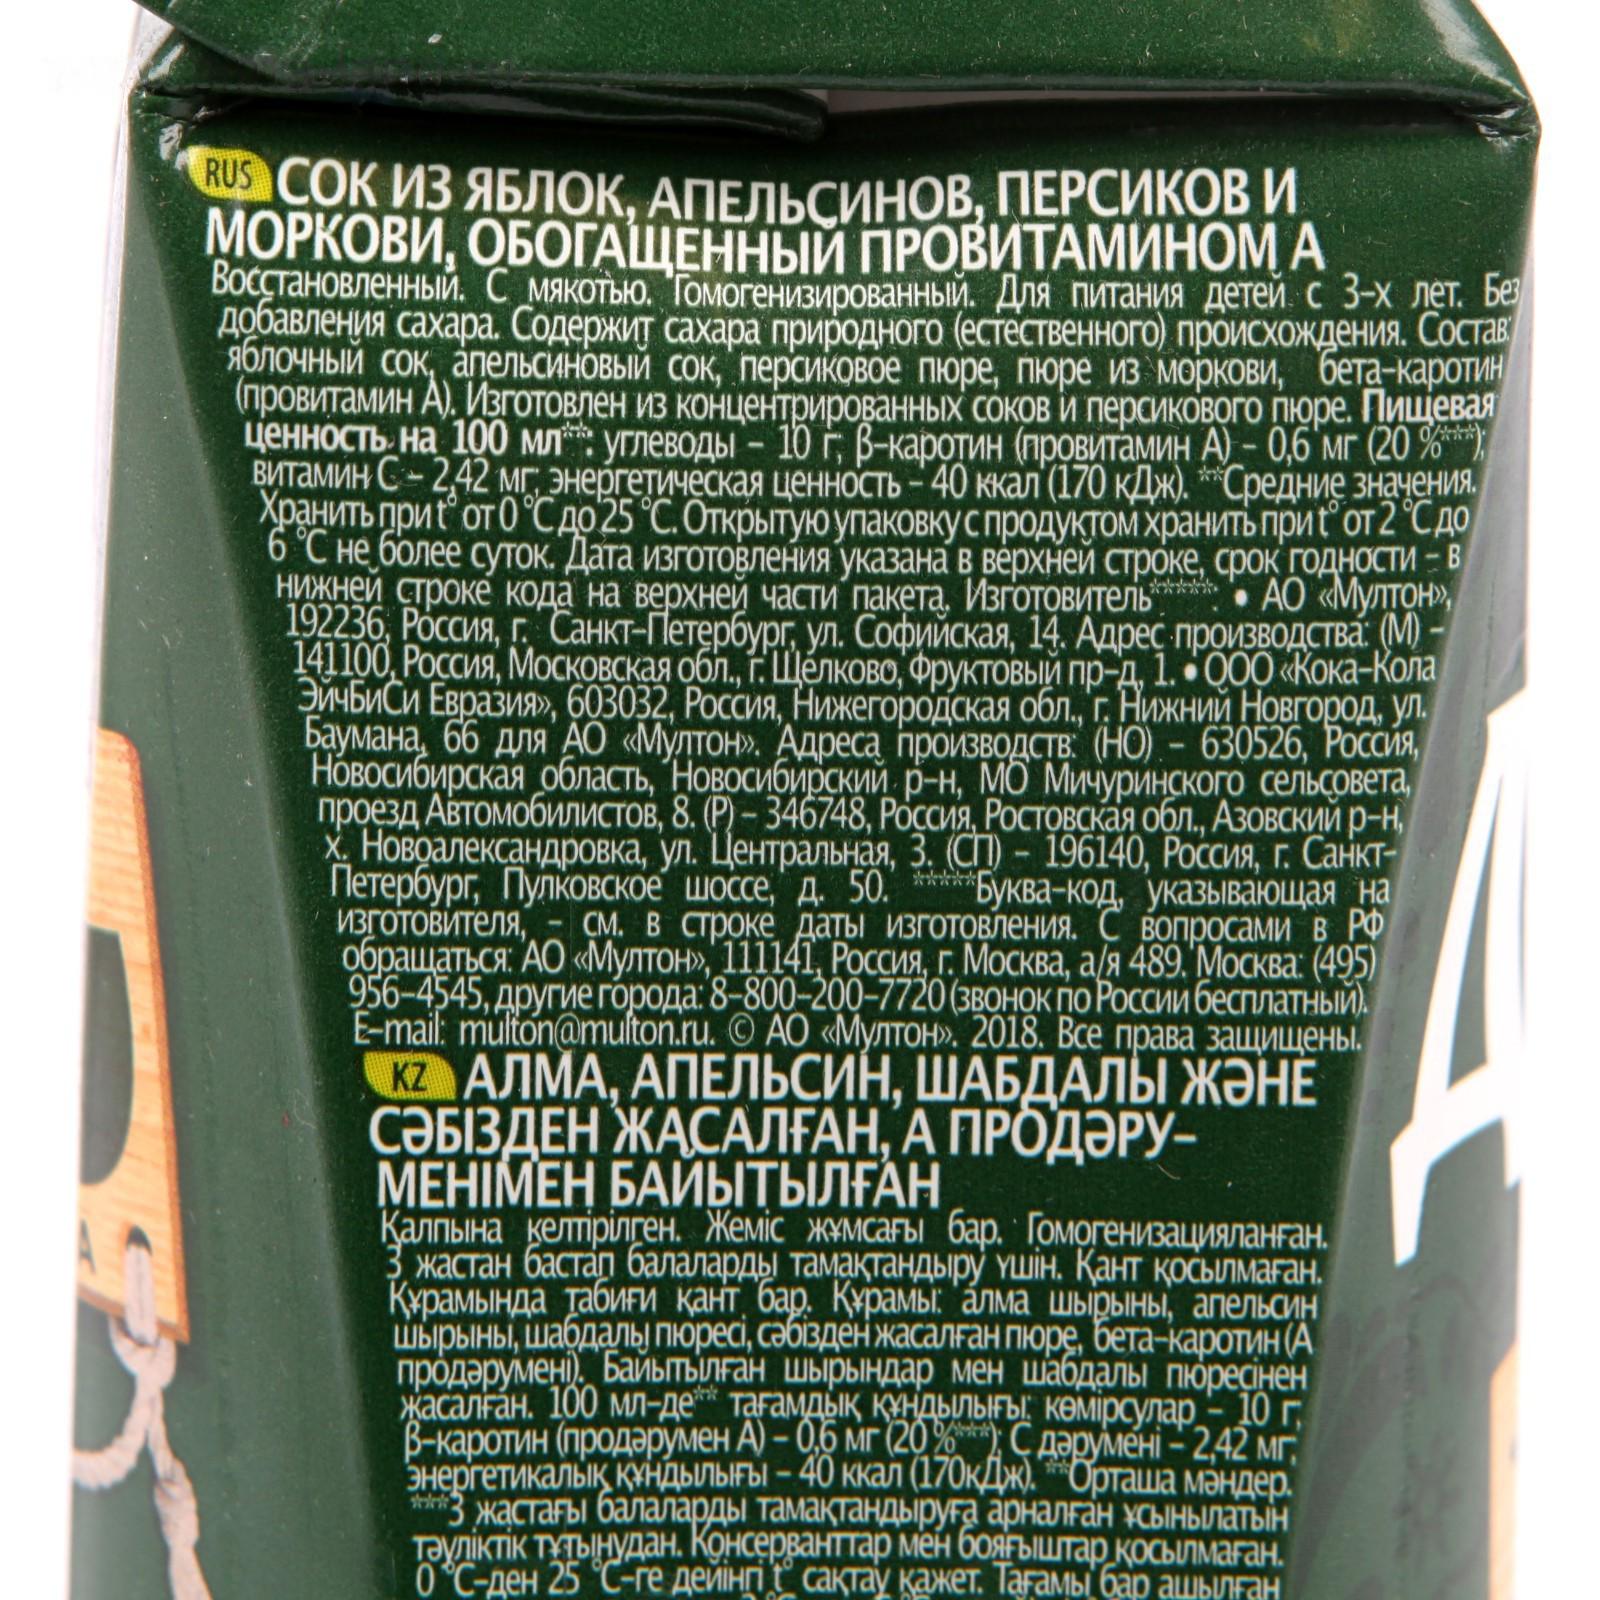 RUS СОК ИЗ ЯБЛОК, АПЕЛЬСИНОВ, ПЕРСИКОВ И
МОРКОВИ, ОБОГАЩЕННЫЙ ПРОВИТАМИНОМ А
Восстановленный. С мякотью. Гомогенизированный. Для питания детей с 3-х лет. Без
добавления сахара. Содержит сахара природного (естественного) происхождения. Состав:
яблочный сок, апельсиновый сок, персиковое пюре, пюре из моркови, бета-каротин
(провитамин А). Изготовлен из концентрированных соков и персикового пюре. Пищевая
ценность на 100 мл**: углеводы – 10 г; β-каротин (провитамин А) – 0,6 мг (20 %***);
витамин С – 2,42 мг, энергетическая ценность – 40 ккал (170 кДж). **Средние значения.
Хранить при t° от 0 °С до 25 °С. Открытую упаковку с продуктом хранить при t° от 2 °С до
6 °С не более суток. Дата изготовления указана в верхней строке, срок годности – в
нижней строке кода на верхней части пакета. Изготовитель*****: • АО «Мултон»,
192236, Россия, г. Санкт-Петербург, ул. Софийская, 14. Адрес производства: (М) –
141100, Россия, Московская обл., г. Щелково, Фруктовый пр-д, 1. • ООО «Кока-Кола
ЭйчБиСи Евразия», 603032, Россия, Нижегородская обл., г. Нижний Новгород, ул.
Баумана, 66 для АО «Мултон». Адреса производств: (НО) – 630526, Россия,
Новосибирская область, Новосибирский р-н, МО Мичуринского сельсовета,
проезд Автомобилистов, 8. (Р) – 346748, Россия, Ростовская обл., Азовский р-н,
х. Новоалександровка, ул. Центральная, 3. (СП) – 196140, Россия, г. Санкт-
Петербург, Пулковское шоссе, д. 50. *****Буква-код, указывающая на
изготовителя, – см. в строке даты изготовления. С вопросами в РФ
обращаться: АО «Мултон», 111141, Россия, г. Москва, а/я 489. Москва: (495)
956-4545, другие города: 8-800-200-7720 (звонок по России бесплатный).
E-mail: multon@multon.ru. © АО «Мултон». 2018. Все права защищены.
KZ АЛМА, АПЕЛЬСИН, ШАБДАЛЫ ЖӘНЕ
СӘБІЗДЕН ЖАСАЛҒАН, А ПРОДӘРУ-
МЕНІМЕН БАЙЫТЫЛҒАН
Қалпына келтірілген. Жеміс жұмсағы бар. Гомогенизацияланған.
3 жастан бастап балаларды тамақтандыру үшін. Қант қосылмаған.
Құрамында табиғи қант бар. Құрамы: алма шырыны, апельсин
шырыны, шабдалы пюресі, сәбізден жасалған пюре, бета-каротин (А
продәрумені). Байытылған шырындар мен шабдалы пюресінен
жасалған. 100 мл-де** тағамдық құндылығы: көмірсулар – 10 г,
β-каротин (продәрумен А) – 0,6 мг (20 %***); С дәрумені – 2,42 мг,
энергетикалық құндылығы – 40 ккал (170кДж). **Орташа мәндер.
***3 жастағы балаларды тамақтандыруға арналған ұсынылатын
тәуліктік тұтынудан. Консерванттар мен бояғыштар қосылмаған.
0 °С-ден 25 °С-ге дейінгі t° сақтау қажет. Тағамы бар ашылған